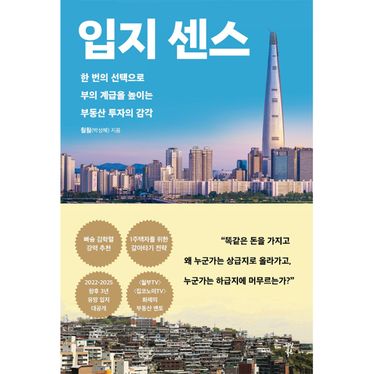 입지 센스
한 번의 선택으로
부의 계급을 높이는
부동산 투자의 감각
훨훨(박성혜) 지음
빠숑 김학렬
강력 추천
1주택자를 위한
갈아타기 전략
2022-2025
향후 3년
유망 입지
대공개
<월부TV>
<집코노미TV>
화제의
부동산 멘토
“똑같은 돈을 가지고
왜 누군가는 상급지로 올라가고,
누군가는 하급지에 머무르는가?”